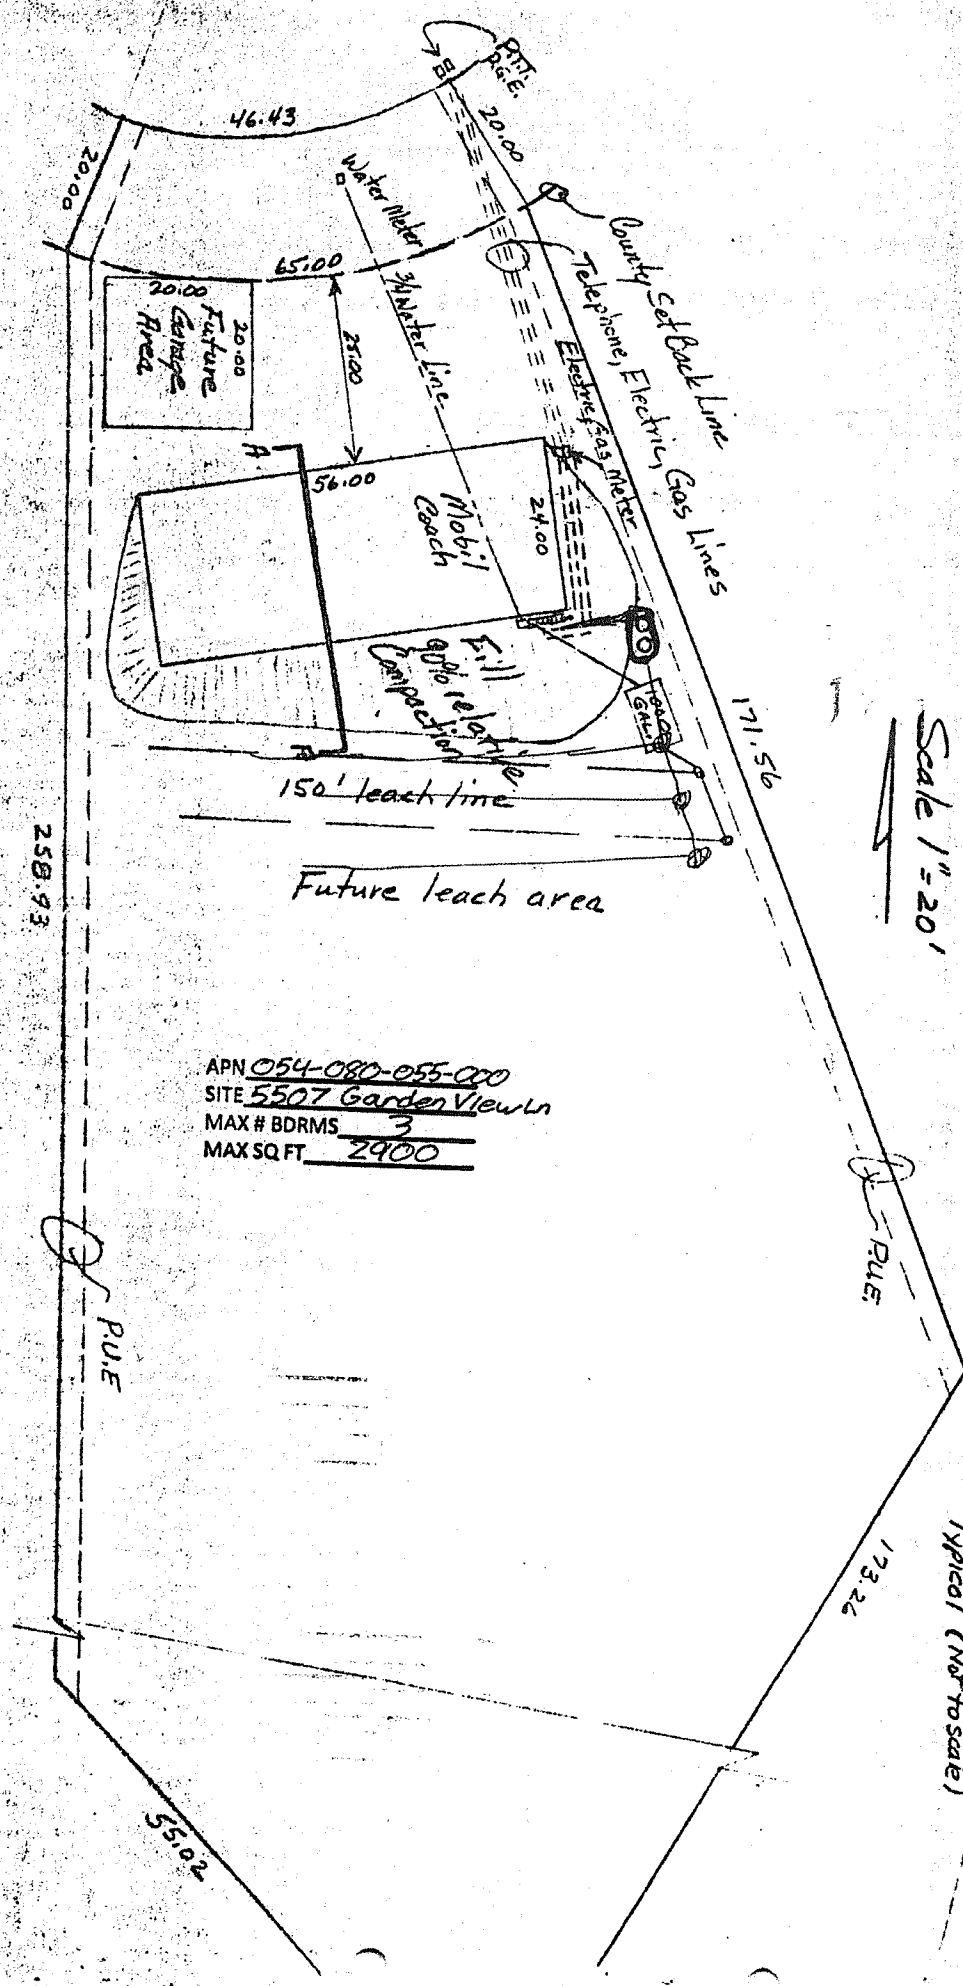 P.T.T.
P.G.E.
46.43
20.00
20.00
Water Meter
County Set Back Line
65.00
3/4 Water Line
Telephone, Electric, Gas Lines
20.00
20.00
Future
Garage
Area
25.00
Electric, Gas Meter
A
56.00
Mobil
Coach
24.00
Fill
90% relative
Compaction
1000
GAL.
171.56
Scale 1" = 20'
150' leach line
258.93
Future leach area
APN 054-080-055-000
SITE 5507 Garden View Ln
MAX # BDRMS 3
MAX SQ FT 2900
P.U.E.
P.U.E
173.26
Typical (Not to scale)
55.02